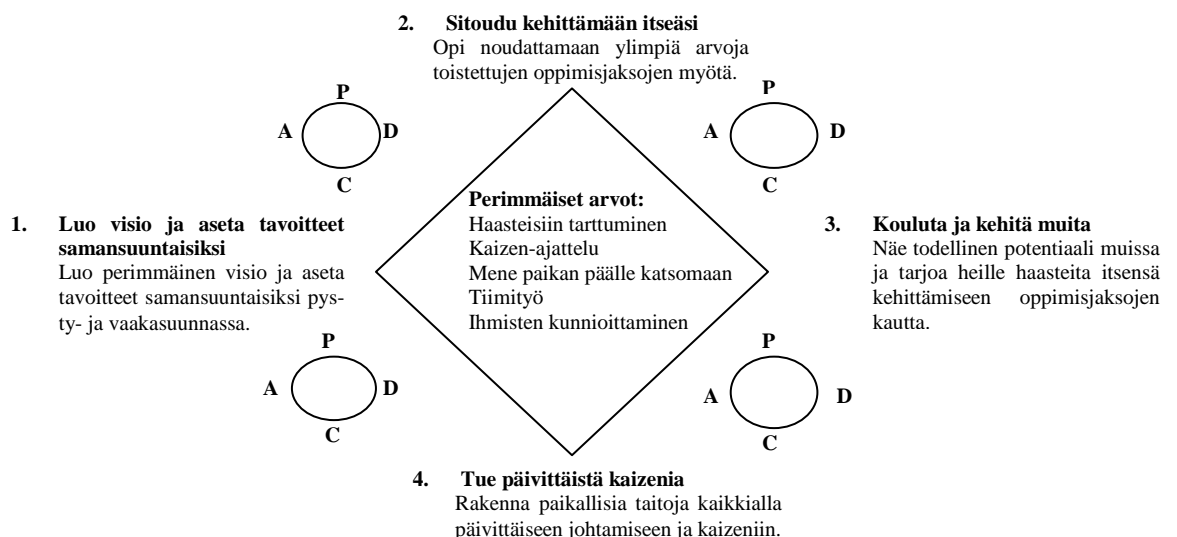 2. Sitoudu kehittämään itseäsi
Opi noudattamaan ylimpiä arvoja
toistettujen oppimisjaksojen myötä.
P
A D
C
P
A D
C
1. Luo visio ja aseta tavoitteet
samansuuntaisiksi
Luo perimmäinen visio ja aseta
tavoitteet samansuuntaisiksi pys-
ty- ja vaakasuunnassa.
Perimmäiset arvot:
Haasteisiin tarttuminen
Kaizen-ajattelu
Mene paikan päälle katsomaan
Tiimityö
Ihmisten kunnioittaminen
3. Kouluta ja kehitä muita
Näe todellinen potentiaali muissa
ja tarjoa heille haasteita itsensä
kehittämiseen oppimisjaksojen
kautta.
P
A D
C
P
A D
C
4. Tue päivittäistä kaizenia
Rakenna paikallisia taitoja kaikkialla
päivittäiseen johtamiseen ja kaizeniin.